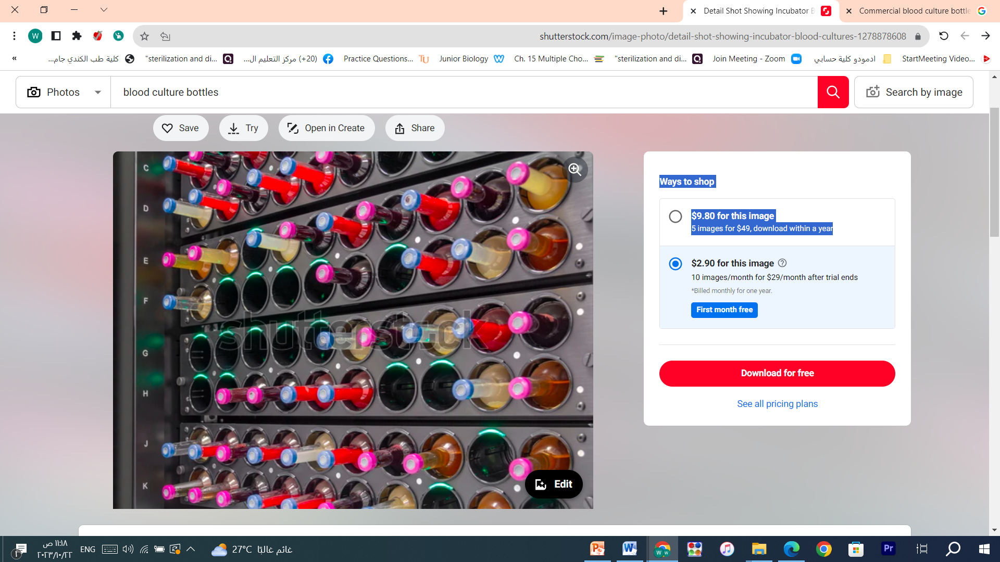 Detail Shot Showing Incubator B
Commercial blood culture bottle
W
shutterstock.com/image-photo/detail-shot-showing-incubator-blood-cultures-1278878608
«
كلية طب الكندي جام...
"sterilization and di...
(20+) مركز التعليم ال...
Practice Questions...
TU
Junior Biology
Ch. 15 Multiple Cho...
"sterilization and di...
Join Meeting - Zoom
ادمودو كلية حسابي
StartMeeting Video...
Photos
blood culture bottles
Search by image
Save
Try
Open in Create
Share
C
D
E
F
G
H
J
K
shutterstock
Edit
Ways to shop
$9.80 for this image
5 images for $49, download within a year
$2.90 for this image
10 images/month for $29/month after trial ends
*Billed monthly for one year.
First month free
Download for free
See all pricing plans
١١:١٨ ص
٢٠٢٣/١٠/٢٢
ENG
27°C غائم غالبًا
Pr